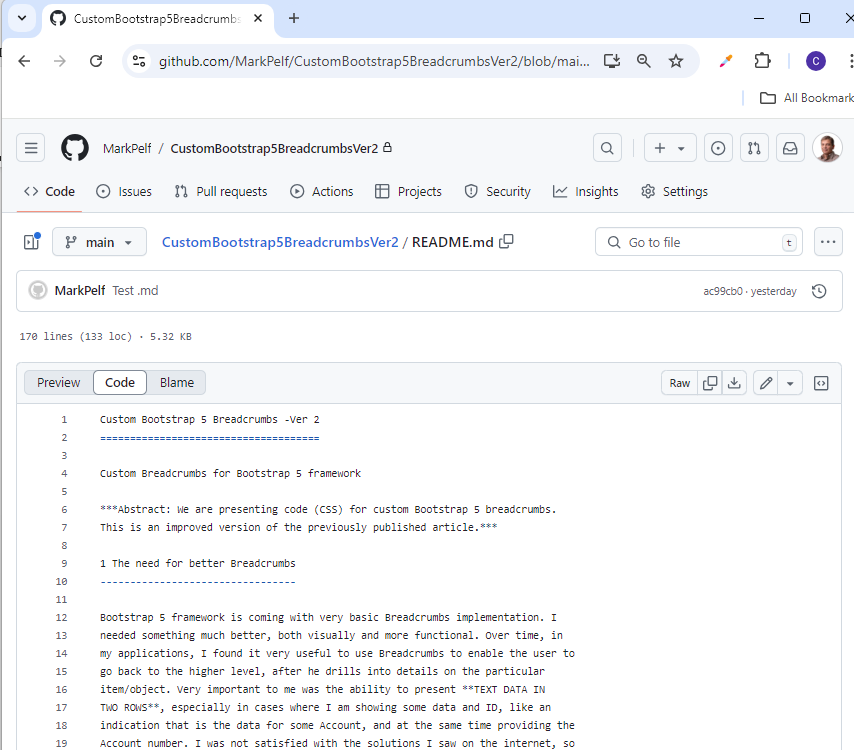 CustomBootstrap5Breadcrumbs
github.com/MarkPelf/CustomBootstrap5BreadcrumbsVer2/blob/mai...
C
All Bookmark
MarkPelf / CustomBootstrap5BreadcrumbsVer2
Code Issues Pull requests Actions Projects Security Insights Settings
main CustomBootstrap5BreadcrumbsVer2 / README.md Go to file t
MarkPelf Test .md ac99cb0 · yesterday
170 lines (133 loc) · 5.32 KB
Preview Code Blame Raw
1 Custom Bootstrap 5 Breadcrumbs -Ver 2
2 =====================================
3
4 Custom Breadcrumbs for Bootstrap 5 framework
5
6 ***Abstract: We are presenting code (CSS) for custom Bootstrap 5 breadcrumbs.
7 This is an improved version of the previously published article.***
8
9 1 The need for better Breadcrumbs
10 ---------------------------------
11
12 Bootstrap 5 framework is coming with very basic Breadcrumbs implementation. I
13 needed something much better, both visually and more functional. Over time, in
14 my applications, I found it very useful to use Breadcrumbs to enable the user to
15 go back to the higher level, after he drills into details on the particular
16 item/object. Very important to me was the ability to present **TEXT DATA IN
17 TWO ROWS**, especially in cases where I am showing some data and ID, like an
18 indication that is the data for some Account, and at the same time providing the
19 Account number. I was not satisfied with the solutions I saw on the internet, so